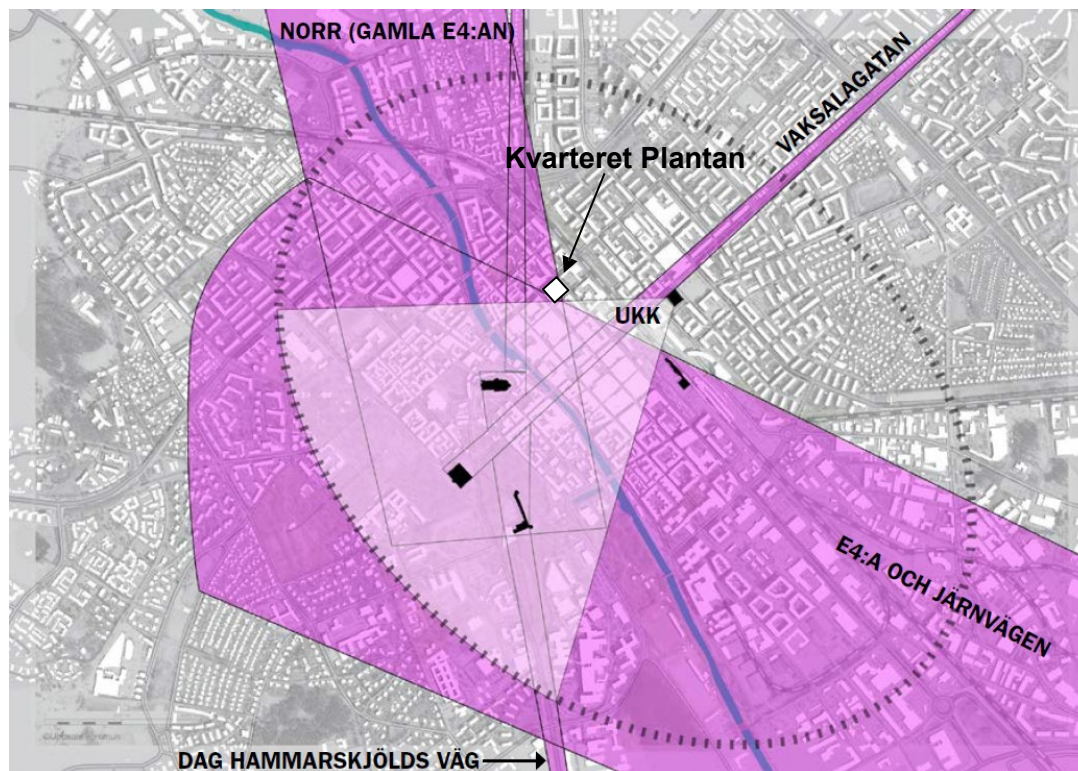 NORR (GAMLA E4:AN)
VAKSALAGATAN
Kvarteret Plantan
UKK
E4:A OCH JÄRNVÄGEN
DAG HAMMARSKJÖLDS VÄG